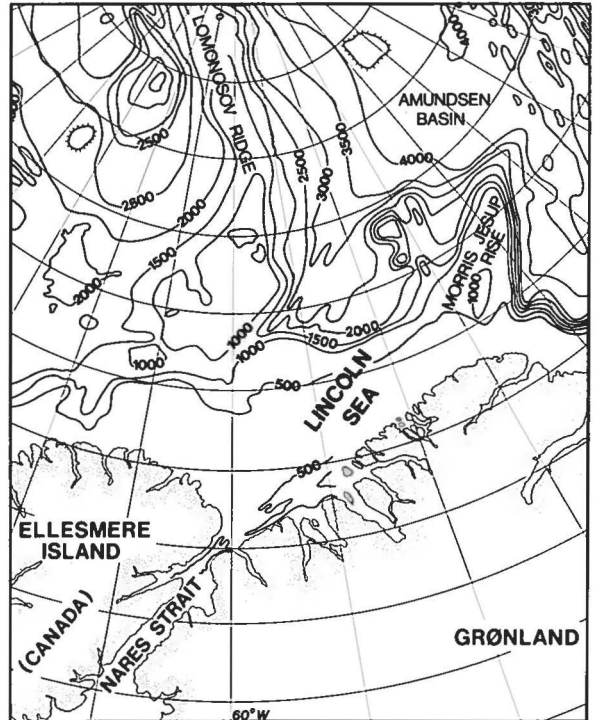 LOMONOSOV RIDGE
4000
AMUNDSEN
BASIN
2500
3500
2500
4000
3000
2500
2000
1500
MORRIS JESUP
RISE
1000
2000
1000
1000
1500
2000
1000
500
LINCOLN
SEA
500
ELLESMERE
ISLAND
(CANADA)
NARES STRAIT
GRØNLAND
60°W